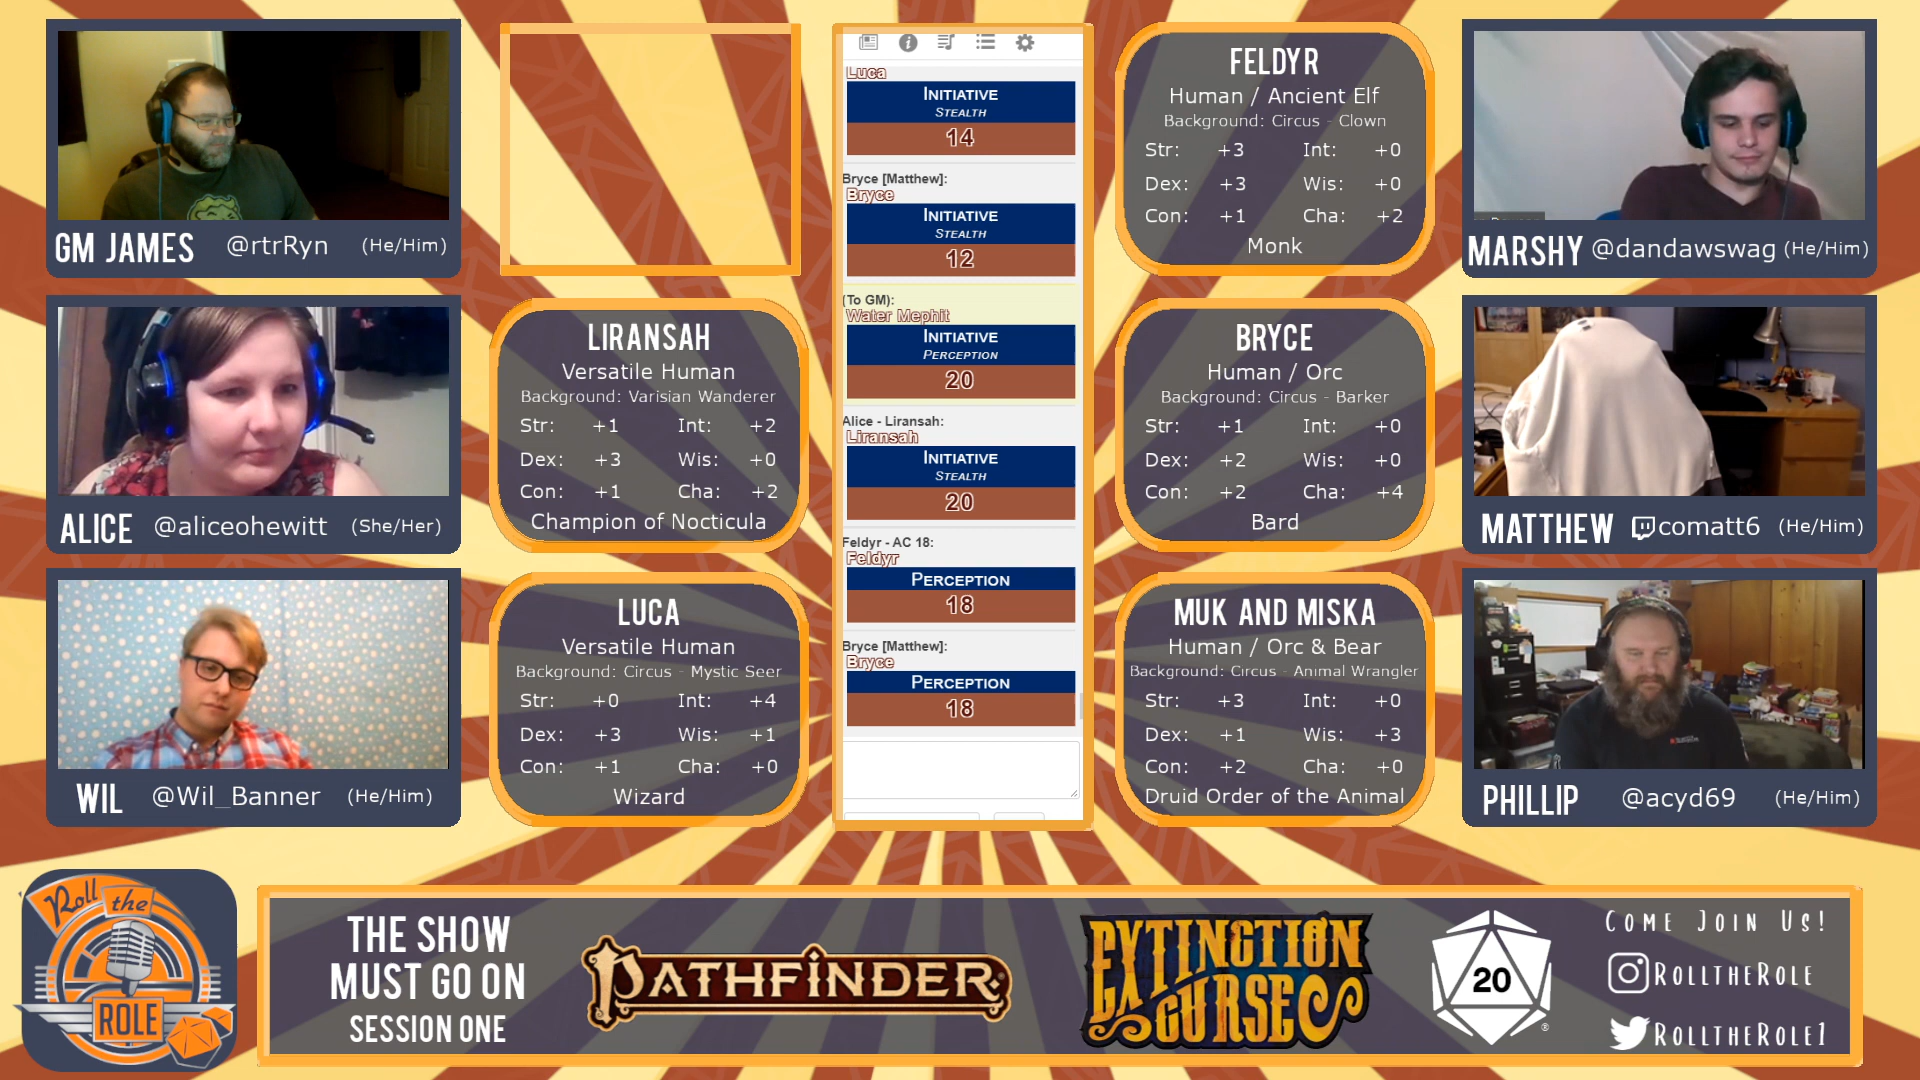 GM JAMES @rtrRyn (He/Him)
ALICE @aliceohewitt (She/Her)
WIL @Wil_Banner (He/Him)
LIRANSAH
Versatile Human
Background: Varisian Wanderer
Str: +1 Int: +2
Dex: +3 Wis: +0
Con: +1 Cha: +2
Champion of Nocticula
LUCA
Versatile Human
Background: Circus - Mystic Seer
Str: +0 Int: +4
Dex: +3 Wis: +1
Con: +1 Cha: +0
Wizard
Luca
INITIATIVE
STEALTH
14
Bryce [Matthew]:
Bryce
INITIATIVE
STEALTH
12
(To GM):
Water Mephit
INITIATIVE
PERCEPTION
20
Alice - Liransah:
Liransah
INITIATIVE
STEALTH
20
Feldyr - AC 18:
Feldyr
PERCEPTION
18
Bryce [Matthew]:
Bryce
PERCEPTION
18
FELDYR
Human / Ancient Elf
Background: Circus - Clown
Str: +3 Int: +0
Dex: +3 Wis: +0
Con: +1 Cha: +2
Monk
BRYCE
Human / Orc
Background: Circus - Barker
Str: +1 Int: +0
Dex: +2 Wis: +0
Con: +2 Cha: +4
Bard
MUK AND MISKA
Human / Orc & Bear
Background: Circus - Animal Wrangler
Str: +3 Int: +0
Dex: +1 Wis: +3
Con: +2 Cha: +0
Druid Order of the Animal
MARSHY @dandawswag (He/Him)
MATTHEW comatt6 (He/Him)
PHILLIP @acyd69 (He/Him)
Roll the
ROLE
THE SHOW
MUST GO ON
SESSION ONE
PATHFINDER
EXTINCTION
CURSE
20
COME JOIN US!
ROLLTHEROLE
ROLLTHEROLE1